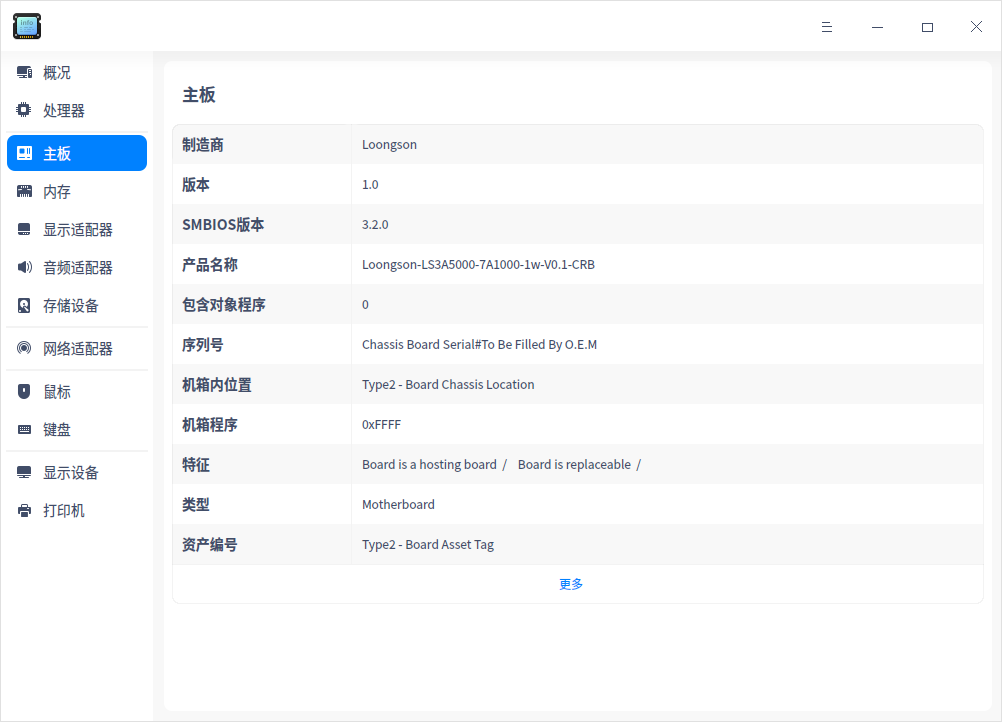 info
概况
处理器
主板
内存
显示适配器
音频适配器
存储设备
网络适配器
鼠标
键盘
显示设备
打印机
主板
制造商 Loongson
版本 1.0
SMBIOS版本 3.2.0
产品名称 Loongson-LS3A5000-7A1000-1w-V0.1-CRB
包含对象程序 0
序列号 Chassis Board Serial#To Be Filled By O.E.M
机箱内位置 Type2 - Board Chassis Location
机箱程序 0xFFFF
特征 Board is a hosting board / Board is replaceable /
类型 Motherboard
资产编号 Type2 - Board Asset Tag
更多